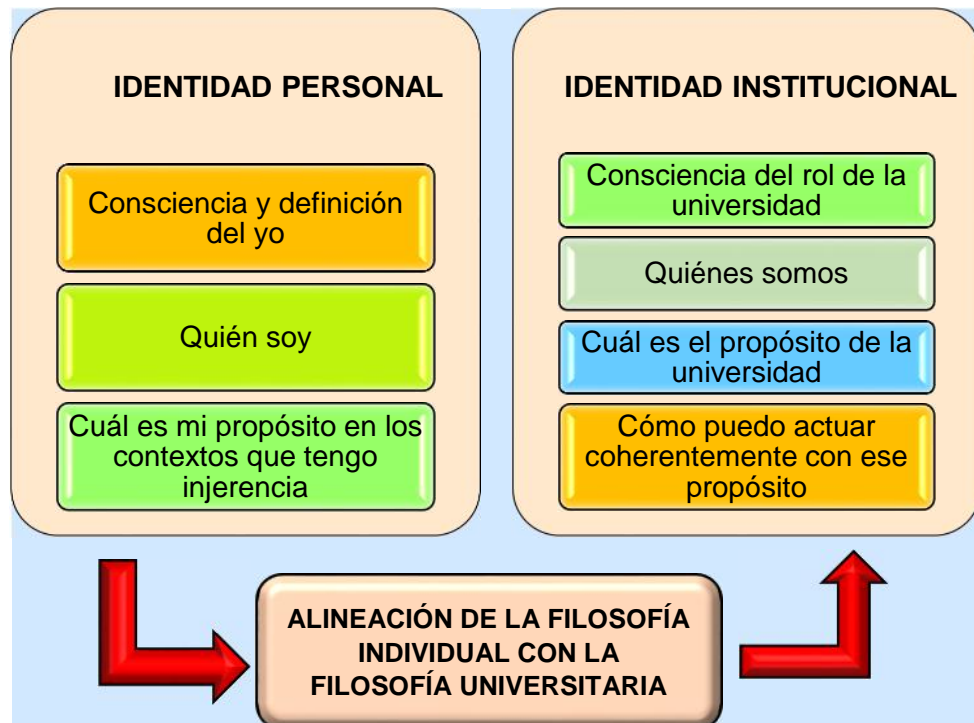 IDENTIDAD PERSONAL
Consciencia y definición
del yo
Quién soy
Cuál es mi propósito en los
contextos que tengo
injerencia
IDENTIDAD INSTITUCIONAL
Consciencia del rol de la
universidad
Quiénes somos
Cuál es el propósito de la
universidad
Cómo puedo actuar
coherentemente con ese
propósito
ALINEACIÓN DE LA FILOSOFÍA
INDIVIDUAL CON LA
FILOSOFÍA UNIVERSITARIA